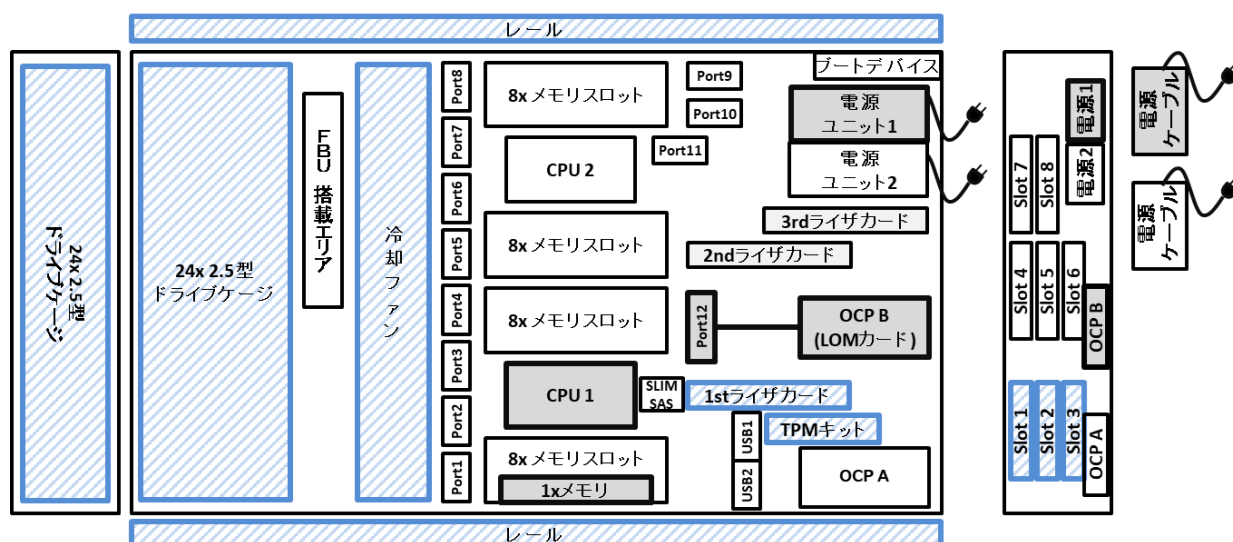 レール
24x 2.5型
ドライブケージ
24x 2.5型
ドライブケージ
FBU 搭載エリア
冷却ファン
Port8
Port7
Port6
Port5
Port4
Port3
Port2
Port1
8x メモリスロット
CPU 2
8x メモリスロット
8x メモリスロット
CPU 1
8x メモリスロット
1xメモリ
Port9
Port10
Port11
ブートデバイス
電源
ユニット1
電源
ユニット2
3rdライザカード
2ndライザカード
Port12
OCP B
(LOMカード)
SLIM
SAS
1stライザカード
USB1
TPMキット
USB2
OCP A
レール
電源1
電源2
Slot 7
Slot 8
Slot 4
Slot 5
Slot 6
OCP B
Slot 1
Slot 2
Slot 3
OCP A
電源
ケーブル
電源
ケーブル